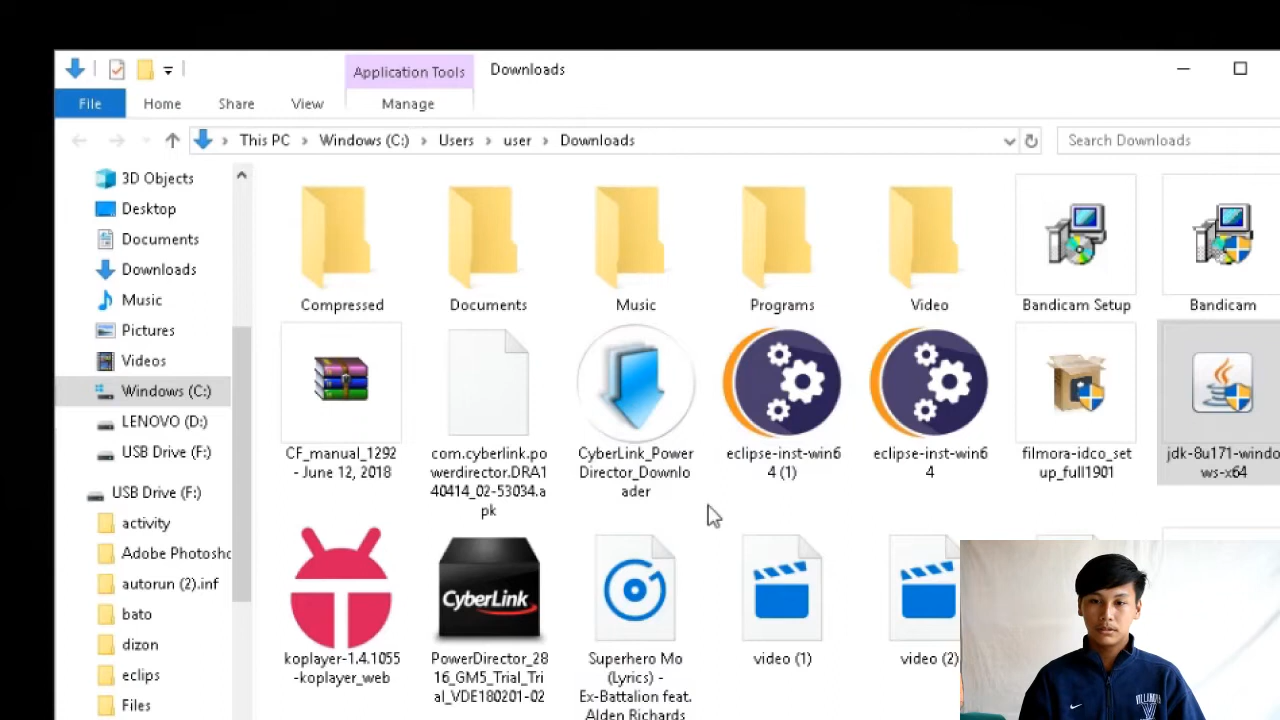 Application Tools
Downloads
File
Home
Share
View
Manage
This PC
Windows (C:)
Users
user
Downloads
Search Downloads
3D Objects
Desktop
Documents
Downloads
Music
Pictures
Videos
Windows (C:)
LENOVO (D:)
USB Drive (F:)
USB Drive (F:)
activity
Adobe Photosho
autorun (2).inf
bato
dizon
eclips
Files
Compressed
Documents
Music
Programs
Video
Bandicam Setup
Bandicam
CF_manual_1292
- June 12, 2018
com.cyberlink.po
werdirector.DRA1
40414_02-53034.a
pk
CyberLink_Power
Director_Downlo
ader
eclipse-inst-win6
4 (1)
eclipse-inst-win6
4
filmora-idco_set
up_full1901
jdk-8u171-windo
ws-x64
CyberLink
koplayer-1.4.1055
-koplayer_web
PowerDirector_28
16_GM5_Trial_Tri
al_VDE180201-02
Superhero Mo
(Lyrics) -
Ex-Battalion feat.
Alden Richards
video (1)
video (2)
VILLANOVA